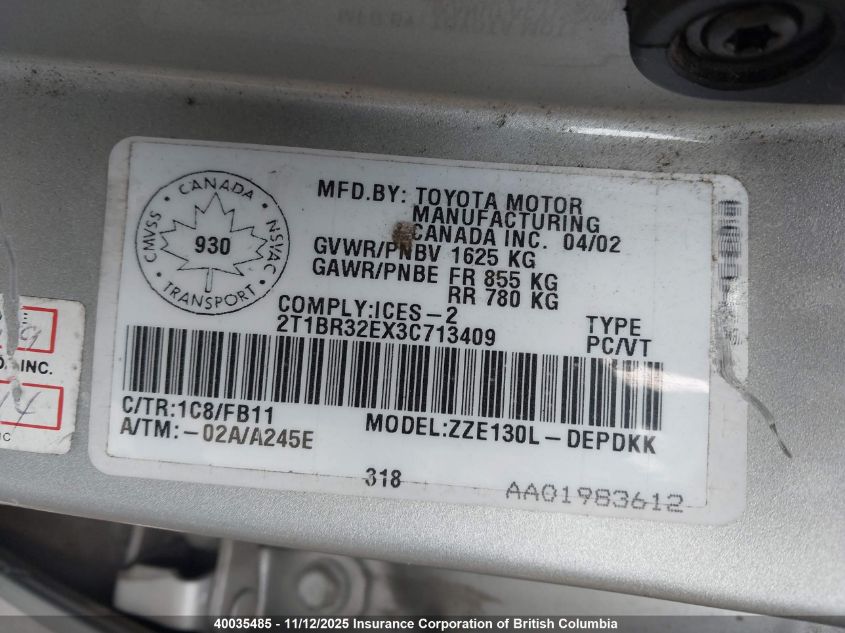 CANADA
CMVSS
NSVAC
930
TRANSPORT
MFD.BY: TOYOTA MOTOR
MANUFACTURING
CANADA INC. 04/02
GVWR/PNBV 1625 KG
GAWR/PNBE FR 855 KG
RR 780 KG
COMPLY:ICES-2
2T1BR32EX3C713409
TYPE
PC/VT
C/TR:1C8/FB11
A/TM:-02A/A245E
MODEL:ZZE130L-DEPDKK
318
AA01983612
INC.
40035485 - 11/12/2025 Insurance Corporation of British Columbia